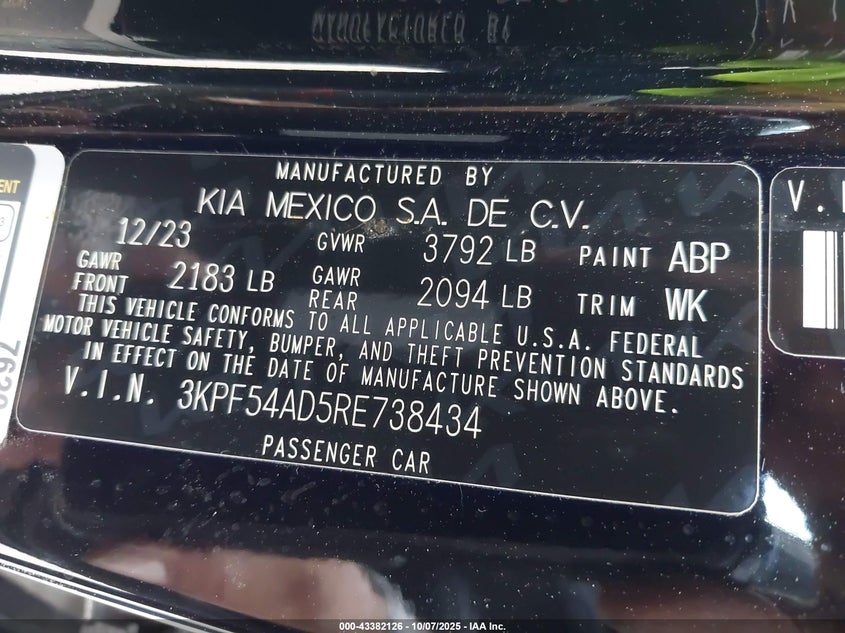 MANUFACTURED BY
KIA MEXICO S.A. DE C.V.
12/23 GVWR 3792 LB PAINT ABP
GAWR FRONT 2183 LB GAWR REAR 2094 LB TRIM WK
THIS VEHICLE CONFORMS TO ALL APPLICABLE U.S.A. FEDERAL
MOTOR VEHICLE SAFETY, BUMPER, AND THEFT PREVENTION STANDARDS
IN EFFECT ON THE DATE OF MANUFACTURE SHOWN ABOVE.
V.I.N. 3KPF54AD5RE738434
PASSENGER CAR
000-43382126 - 10/07/2025 - IAA Inc.